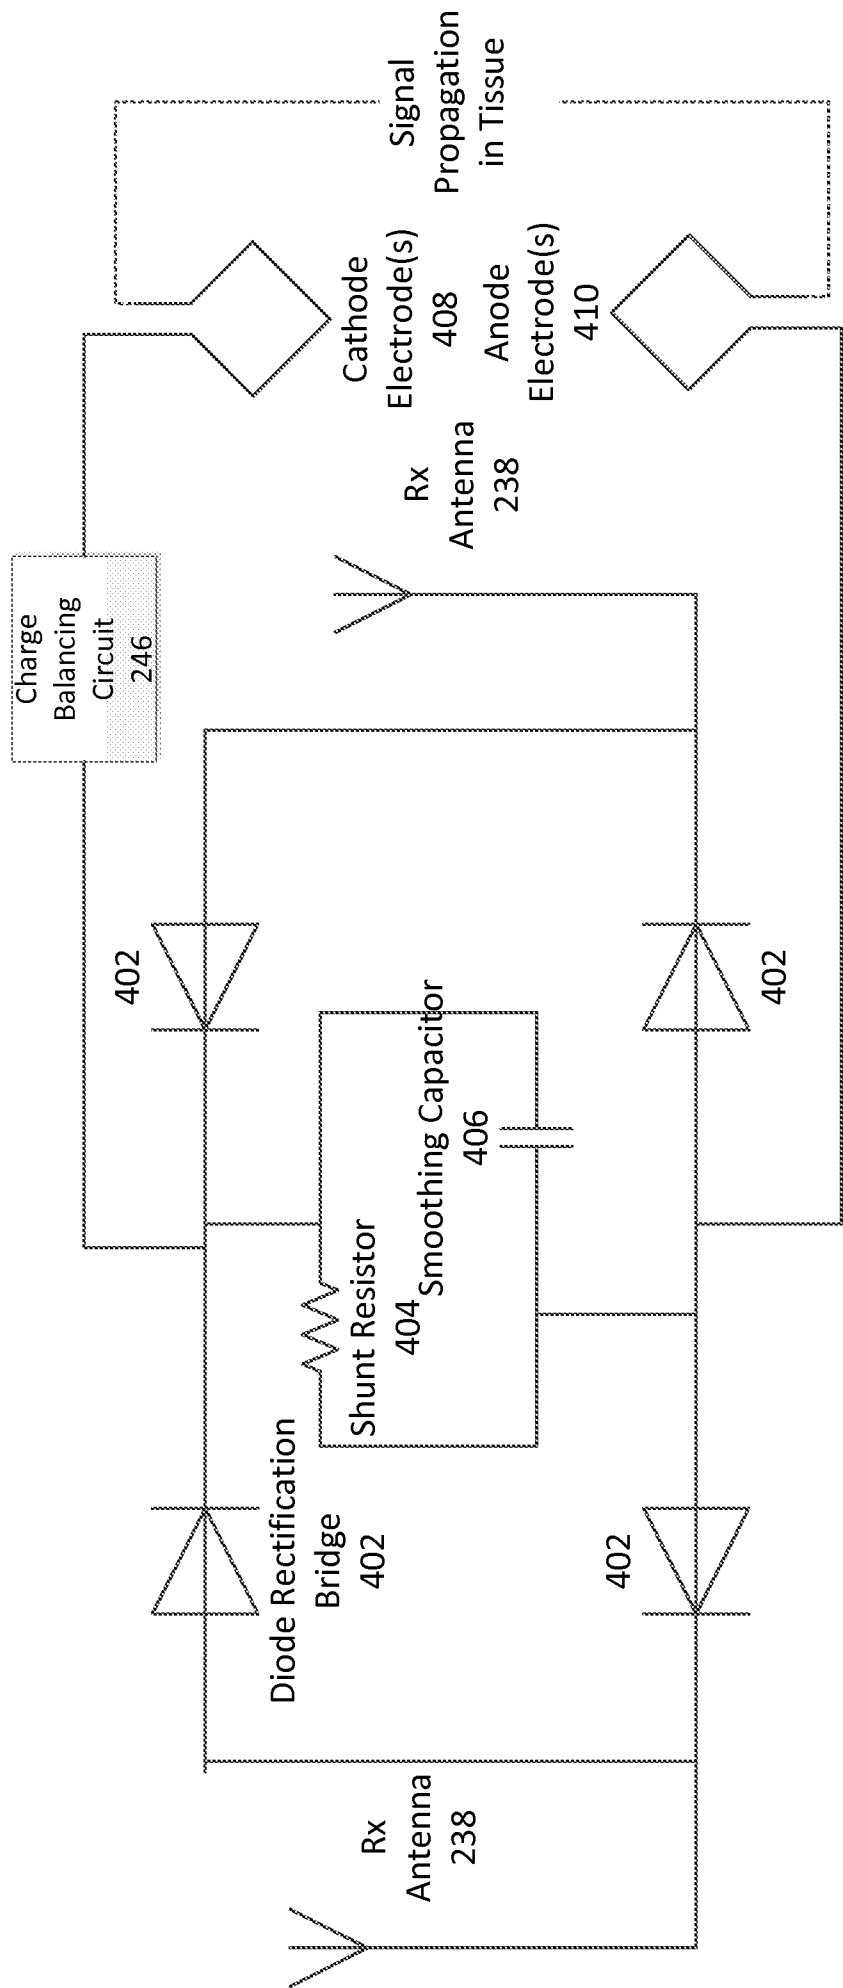 Rx
Antenna
238
Diode Rectification
Bridge
402
402
Shunt Resistor
404
Smoothing Capacitor
406
402
402
Charge
Balancing
Circuit
246
Rx
Antenna
238
Cathode
Electrode(s)
408
Anode
Electrode(s)
410
Signal
Propagation
in Tissue